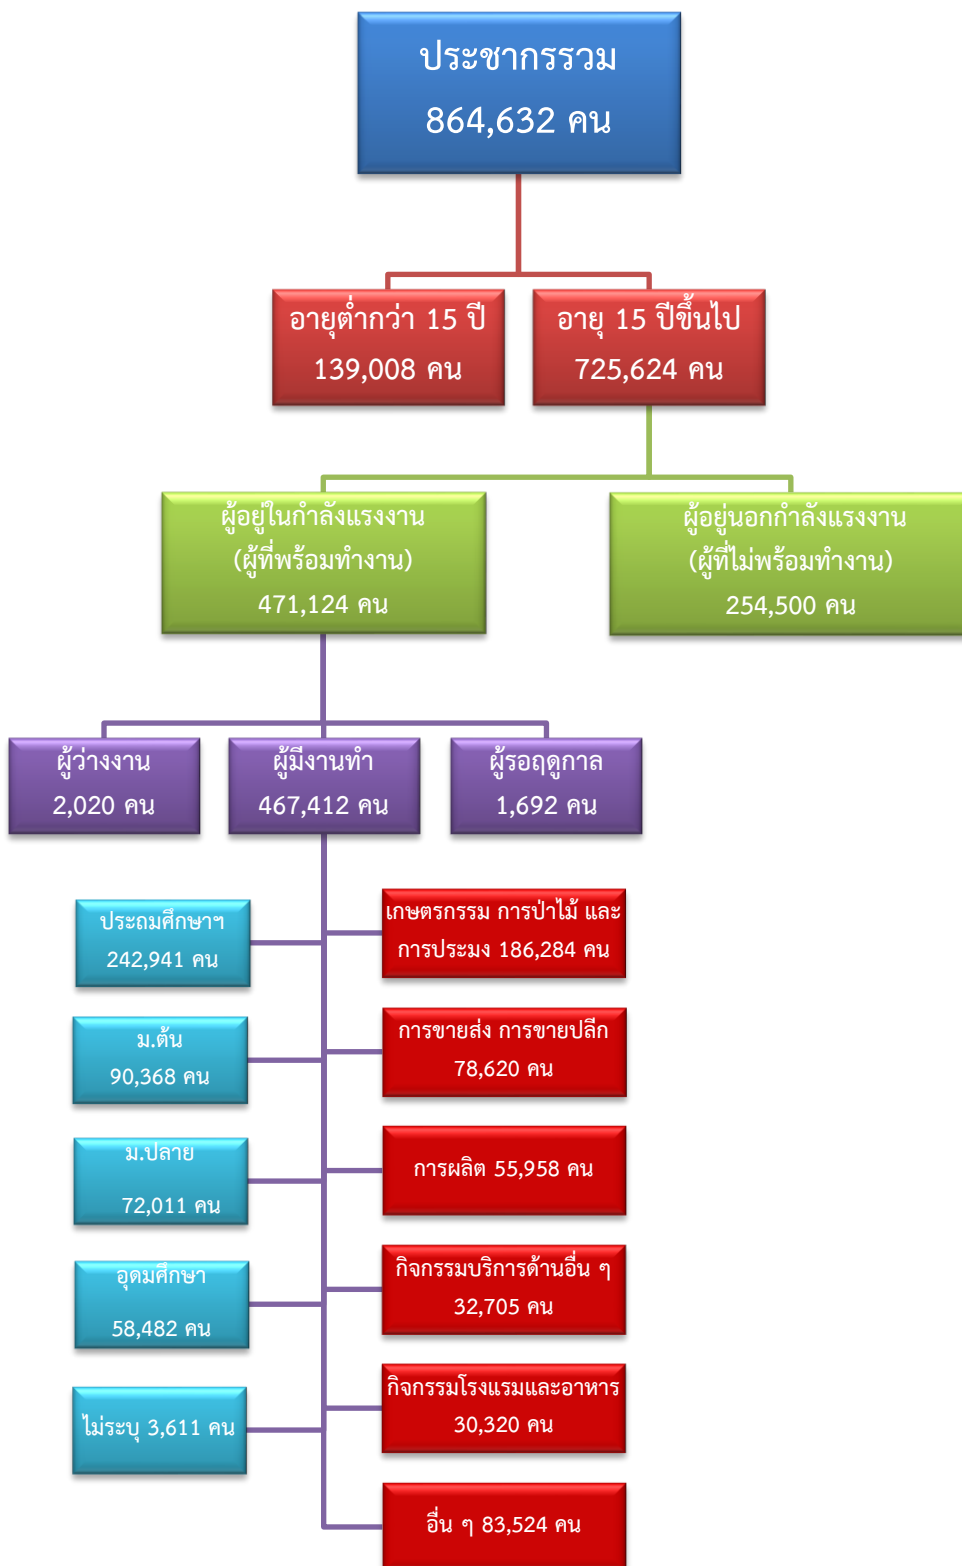 ประชากรรวม
864,632 คน
อายุต่ำกว่า 15 ปี
139,008 คน
อายุ 15 ปีขึ้นไป
725,624 คน
ผู้อยู่ในกำลังแรงงาน
(ผู้ที่พร้อมทำงาน)
471,124 คน
ผู้อยู่นอกกำลังแรงงาน
(ผู้ที่ไม่พร้อมทำงาน)
254,500 คน
ผู้ว่างงาน
2,020 คน
ผู้มีงานทำ
467,412 คน
ผู้รอฤดูกาล
1,692 คน
ประถมศึกษาฯ
242,941 คน
ม.ต้น
90,368 คน
ม.ปลาย
72,011 คน
อุดมศึกษา
58,482 คน
ไม่ระบุ 3,611 คน
เกษตรกรรม การป่าไม้ และ
การประมง 186,284 คน
การขายส่ง การขายปลีก
78,620 คน
การผลิต 55,958 คน
กิจกรรมบริการด้านอื่น ๆ
32,705 คน
กิจกรรมโรงแรมและอาหาร
30,320 คน
อื่น ๆ 83,524 คน